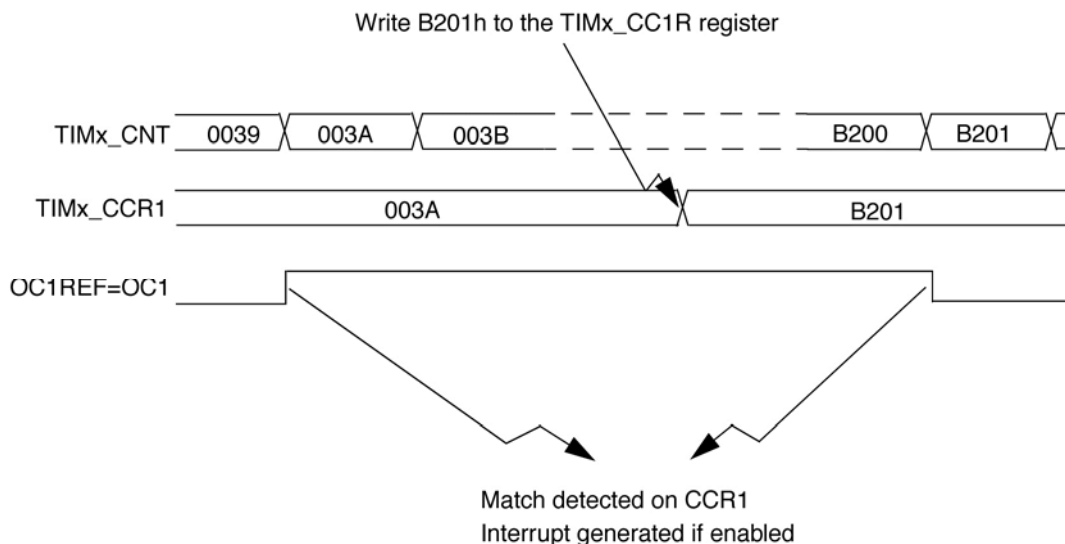 Write B201h to the TIMx_CC1R register
TIMx_CNT 0039 003A 003B B200 B201
TIMx_CCR1 003A B201
OC1REF=OC1
Match detected on CCR1
Interrupt generated if enabled